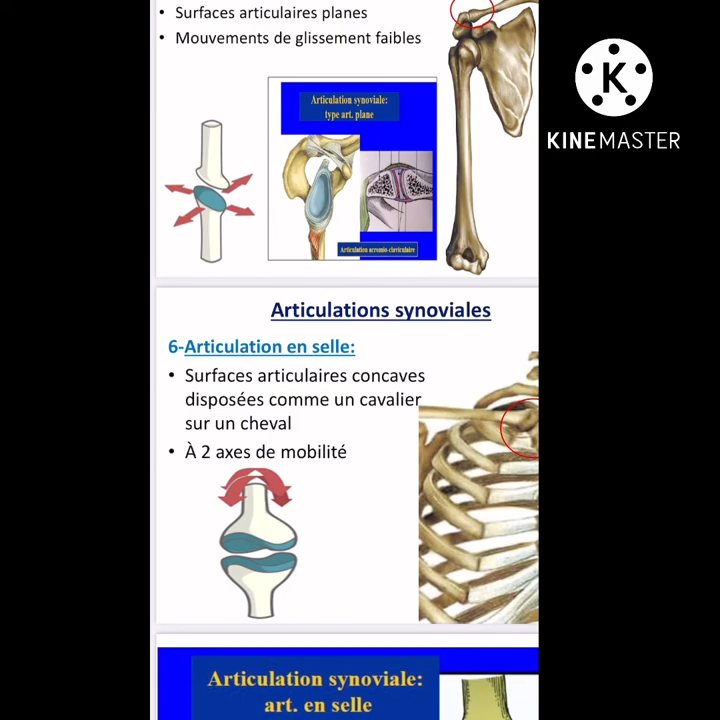 • Surfaces articulaires planes
• Mouvements de glissement faibles
Articulation synoviale:
type art. plane
Articulation acromio-claviculaire
K
KINEMASTER
Articulations synoviales
6-Articulation en selle:
• Surfaces articulaires concaves
disposées comme un cavalier
sur un cheval
• À 2 axes de mobilité
Articulation synoviale:
art. en selle